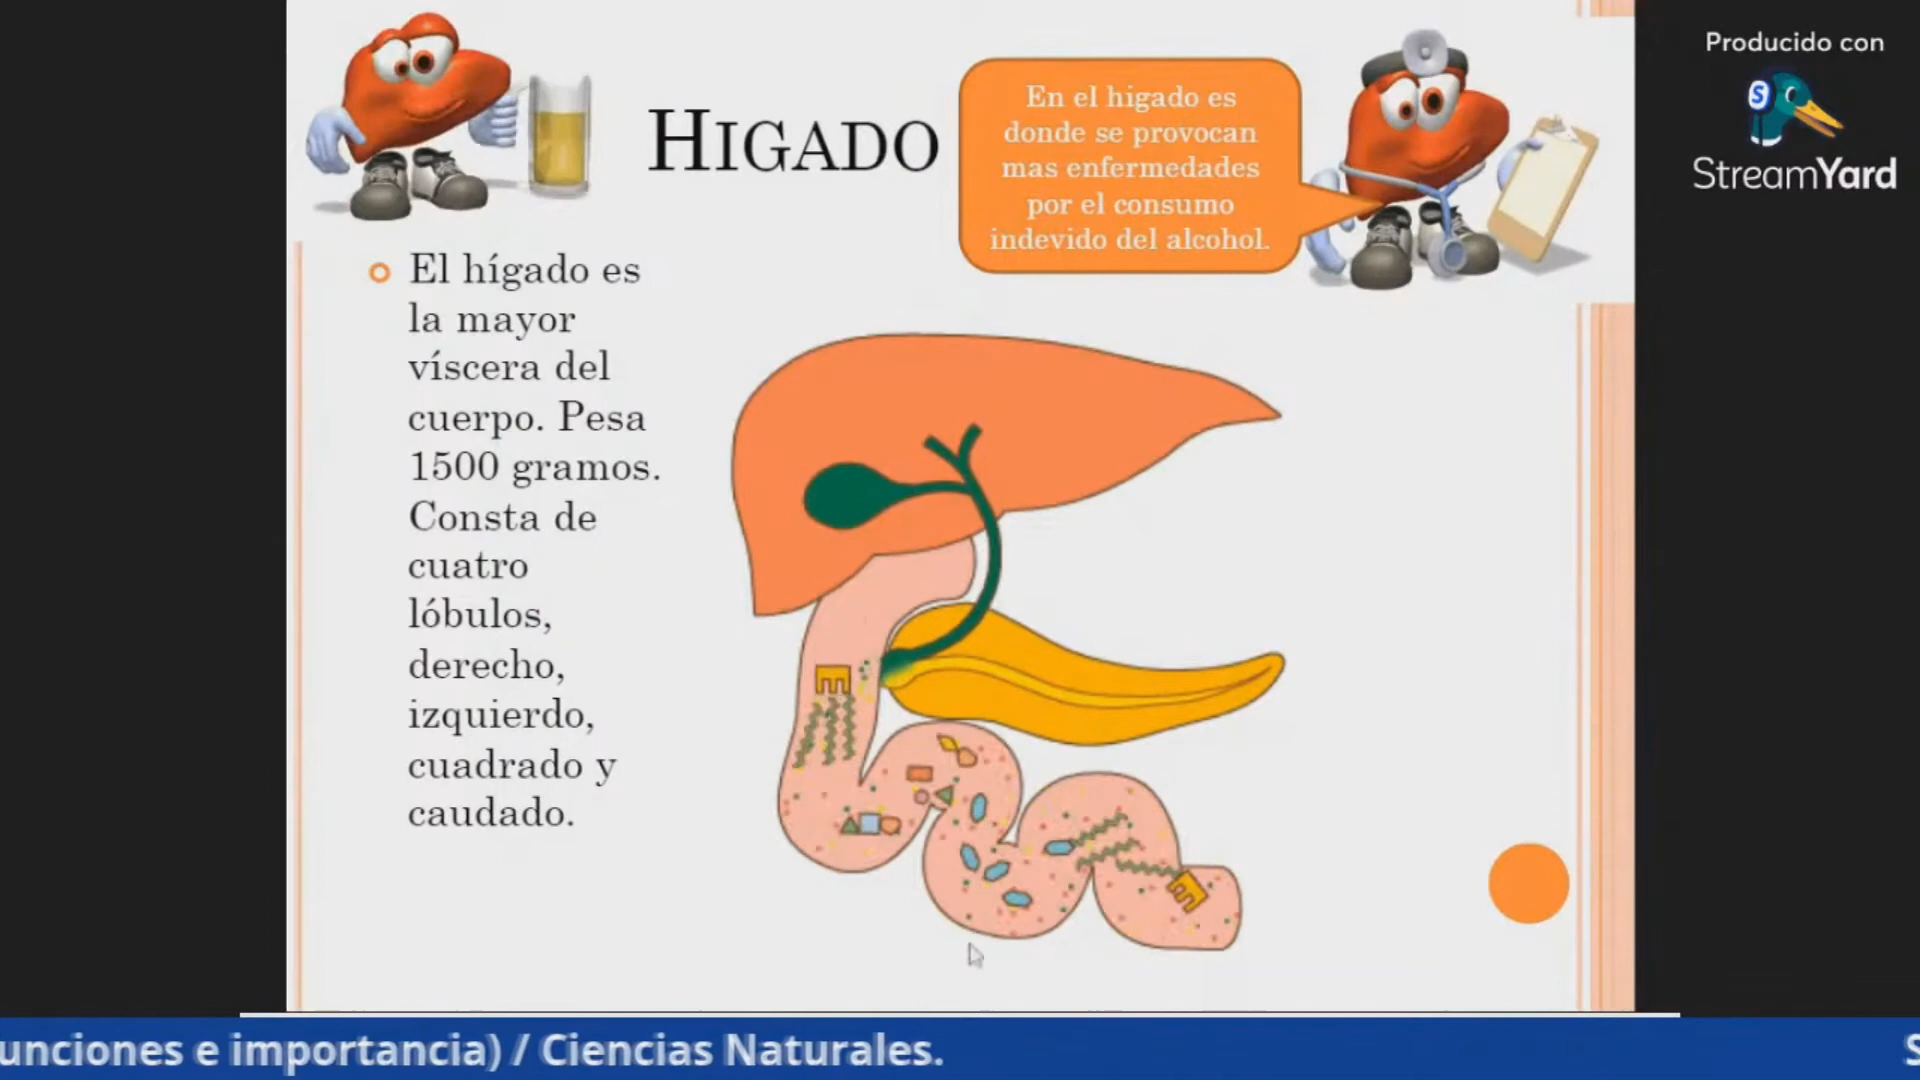 Producido con
StreamYard
HIGADO
En el higado es
donde se provocan
mas enfermedades
por el consumo
indevido del alcohol.
El hígado es
la mayor
víscera del
cuerpo. Pesa
1500 gramos.
Consta de
cuatro
lóbulos,
derecho,
izquierdo,
cuadrado y
caudado.
unciones e importancia) / Ciencias Naturales.
S